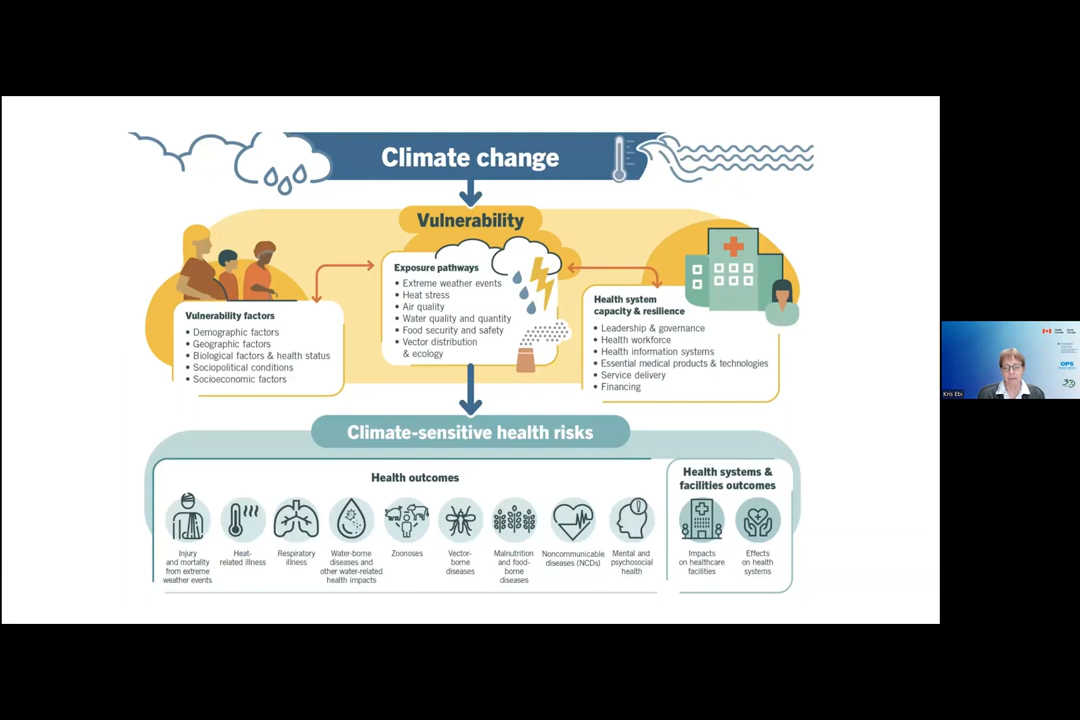 Climate change
Vulnerability
Exposure pathways
• Extreme weather events
• Heat stress
• Air quality
• Water quality and quantity
• Food security and safety
• Vector distribution
& ecology
Vulnerability factors
• Demographic factors
• Geographic factors
• Biological factors & health status
• Sociopolitical conditions
• Socioeconomic factors
Health system
capacity & resilience
• Leadership & governance
• Health workforce
• Health information systems
• Essential medical products & technologies
• Service delivery
• Financing
Climate-sensitive health risks
Health outcomes
Injury
and mortality
from extreme
weather events
Heat-
related illness
Respiratory
illness
Water-borne
diseases and
other water-related
health impacts
Zoonoses
Vector-
borne
diseases
Malnutrition
and food-
borne
diseases
Noncommunicable
diseases (NCDs)
Mental and
psychosocial
health
Health systems &
facilities outcomes
Impacts
on healthcare
facilities
Effects
on health
systems
OPS
Kris Ebi